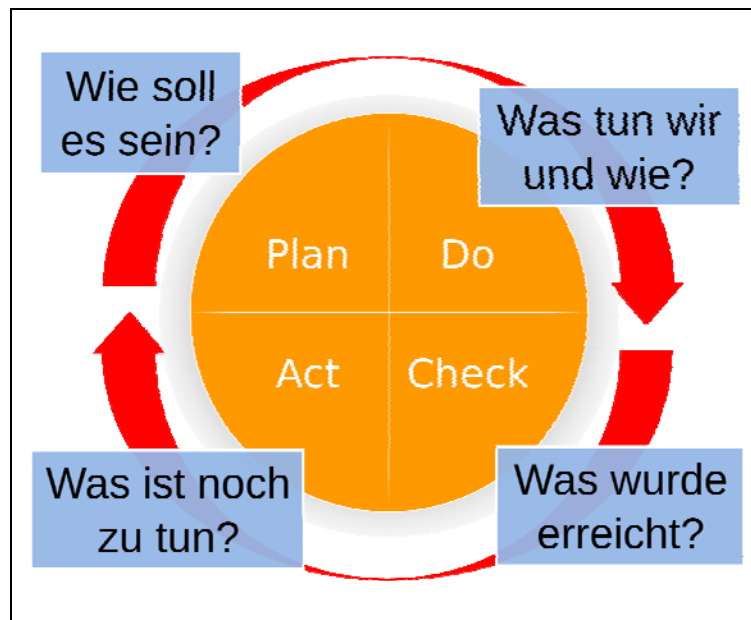 Wie soll
es sein?
Was tun wir
und wie?
Plan
Do
Act
Check
Was ist noch
zu tun?
Was wurde
erreicht?